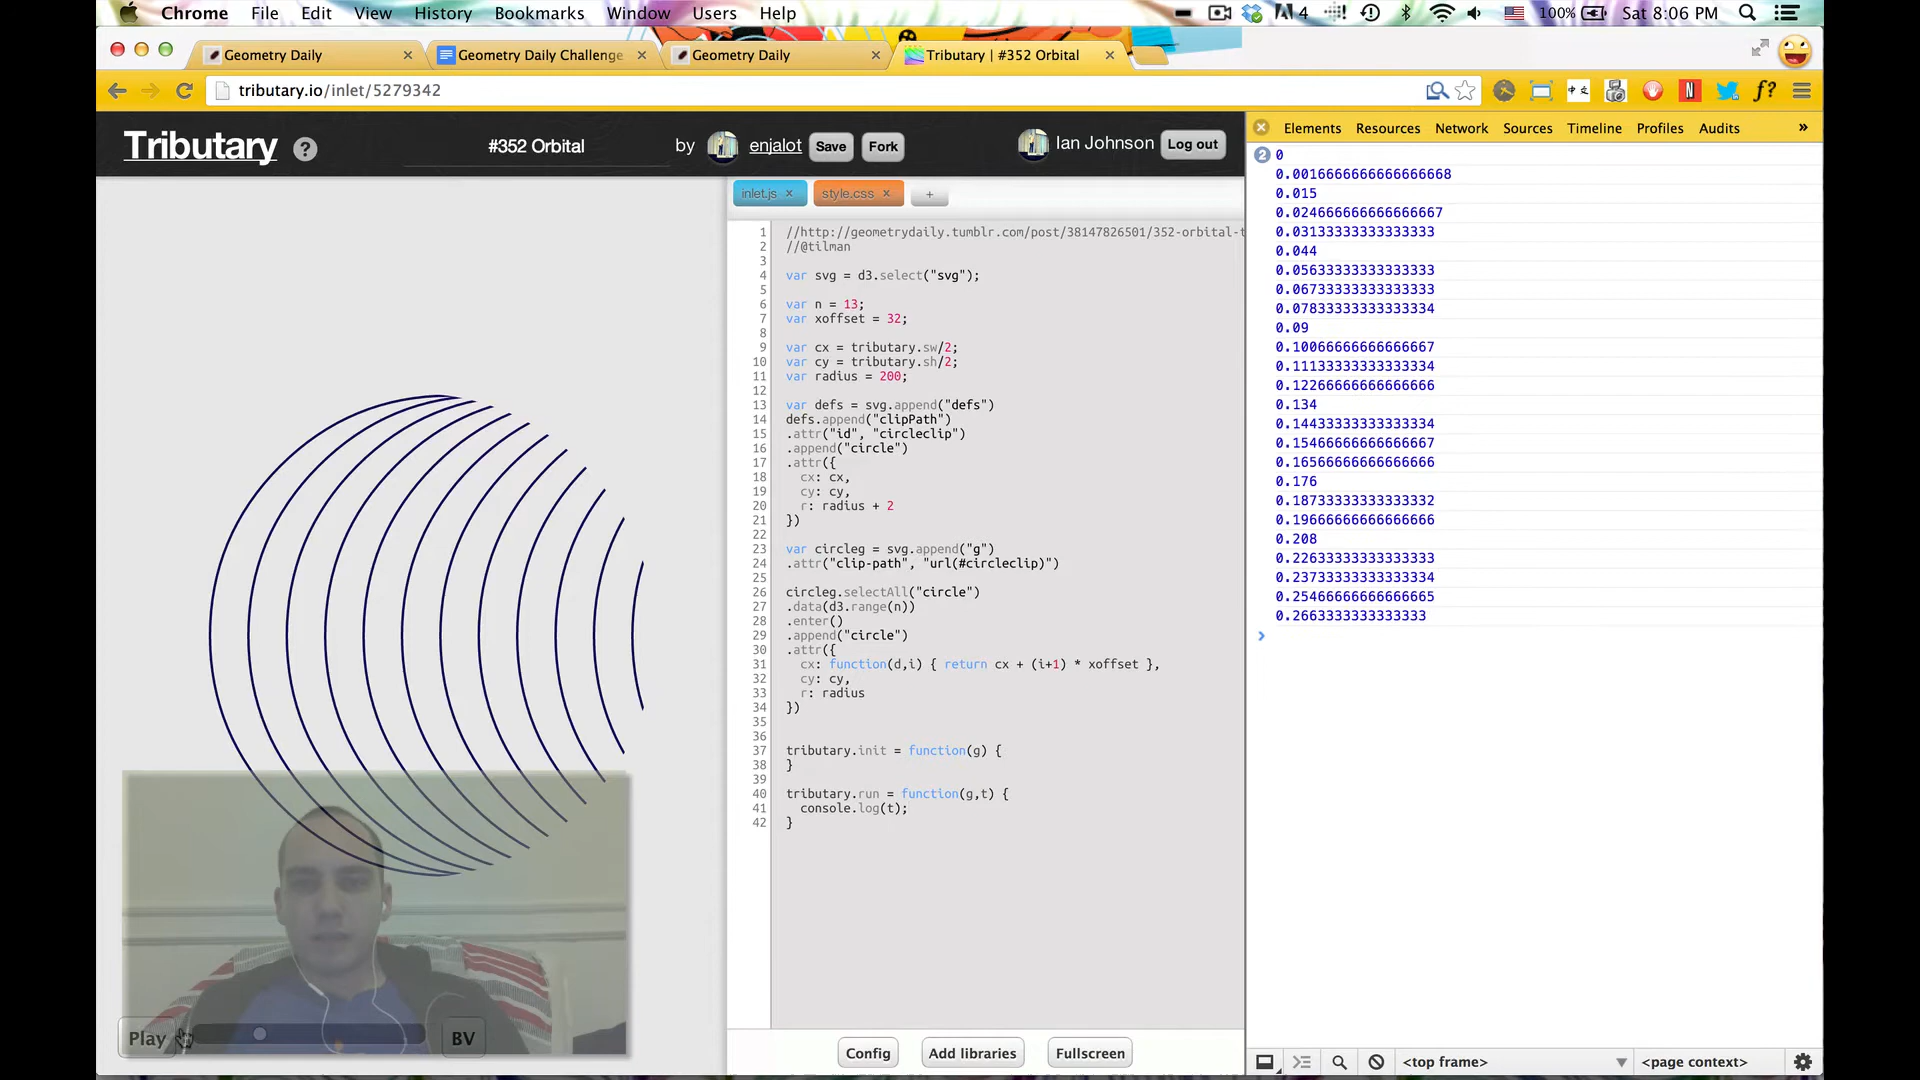 Chrome File Edit View History Bookmarks Window Users Help 4 100% Sat 8:06 PM
Geometry Daily
Geometry Daily Challenge
Geometry Daily
Tributary | #352 Orbital
tributary.io/inlet/5279342
Tributary ? #352 Orbital by enjalot Save Fork Ian Johnson Log out
inlet.js × style.css × +
1 //http://geometrydaily.tumblr.com/post/38147826501/352-orbital-t
2 //@tilman
3
4 var svg = d3.select("svg");
5
6 var n = 13;
7 var xoffset = 32;
8
9 var cx = tributary.sw/2;
10 var cy = tributary.sh/2;
11 var radius = 200;
12
13 var defs = svg.append("defs")
14 defs.append("clipPath")
15 .attr("id", "circleclip")
16 .append("circle")
17 .attr({
18 cx: cx,
19 cy: cy,
20 r: radius + 2
21 })
22
23 var circleg = svg.append("g")
24 .attr("clip-path", "url(#circleclip)")
25
26 circleg.selectAll("circle")
27 .data(d3.range(n))
28 .enter()
29 .append("circle")
30 .attr({
31 cx: function(d,i) { return cx + (i+1) * xoffset },
32 cy: cy,
33 r: radius
34 })
35
36
37 tributary.init = function(g) {
38 }
39
40 tributary.run = function(g,t) {
41 console.log(t);
42 }
Play BV
Config Add libraries Fullscreen
Elements Resources Network Sources Timeline Profiles Audits »
2 0
0.0016666666666666668
0.015
0.024666666666666667
0.03133333333333333
0.044
0.05633333333333333
0.06733333333333333
0.078333333333333334
0.09
0.10066666666666667
0.11133333333333334
0.12266666666666666
0.134
0.14433333333333334
0.15466666666666667
0.16566666666666666
0.176
0.18733333333333332
0.19666666666666666
0.208
0.22633333333333333
0.23733333333333334
0.25466666666666665
0.2663333333333333
>
<top frame> <page context>